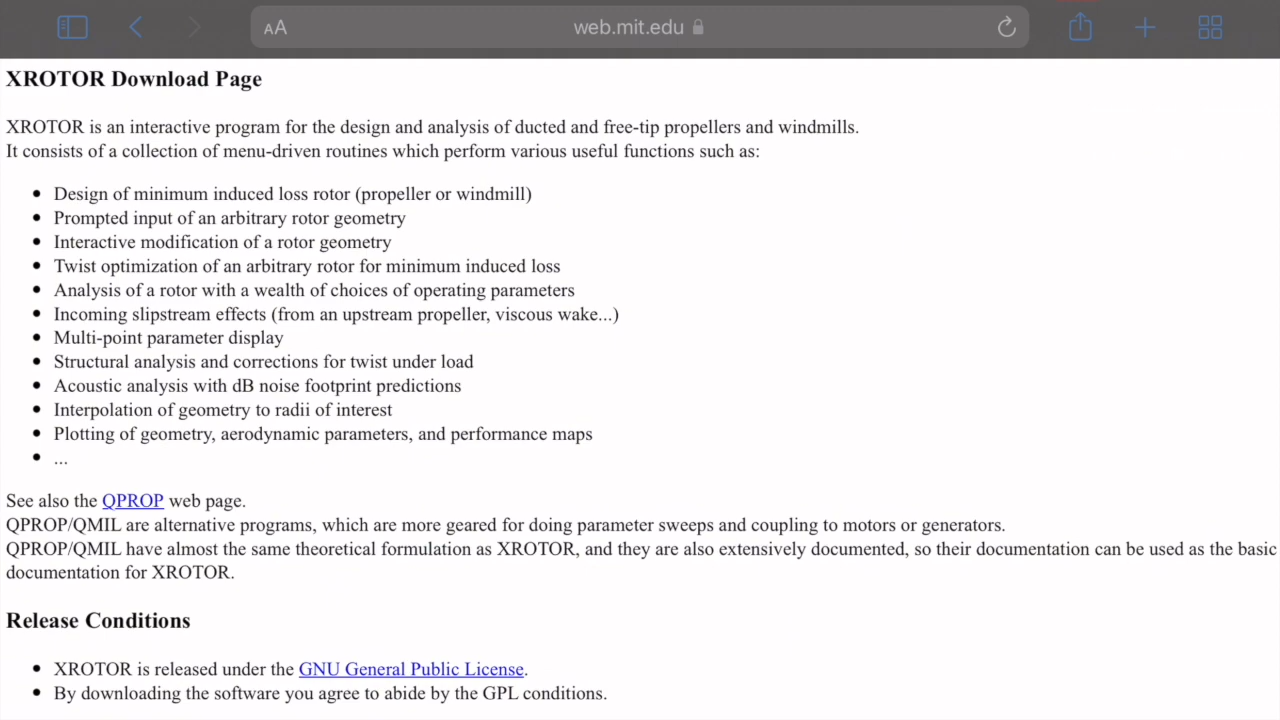 AA
web.mit.edu
XROTOR Download Page
XROTOR is an interactive program for the design and analysis of ducted and free-tip propellers and windmills.
It consists of a collection of menu-driven routines which perform various useful functions such as:
Design of minimum induced loss rotor (propeller or windmill)
Prompted input of an arbitrary rotor geometry
Interactive modification of a rotor geometry
Twist optimization of an arbitrary rotor for minimum induced loss
Analysis of a rotor with a wealth of choices of operating parameters
Incoming slipstream effects (from an upstream propeller, viscous wake...)
Multi-point parameter display
Structural analysis and corrections for twist under load
Acoustic analysis with dB noise footprint predictions
Interpolation of geometry to radii of interest
Plotting of geometry, aerodynamic parameters, and performance maps
...
See also the QPROP web page.
QPROP/QMIL are alternative programs, which are more geared for doing parameter sweeps and coupling to motors or generators.
QPROP/QMIL have almost the same theoretical formulation as XROTOR, and they are also extensively documented, so their documentation can be used as the basic
documentation for XROTOR.
Release Conditions
XROTOR is released under the GNU General Public License.
By downloading the software you agree to abide by the GPL conditions.